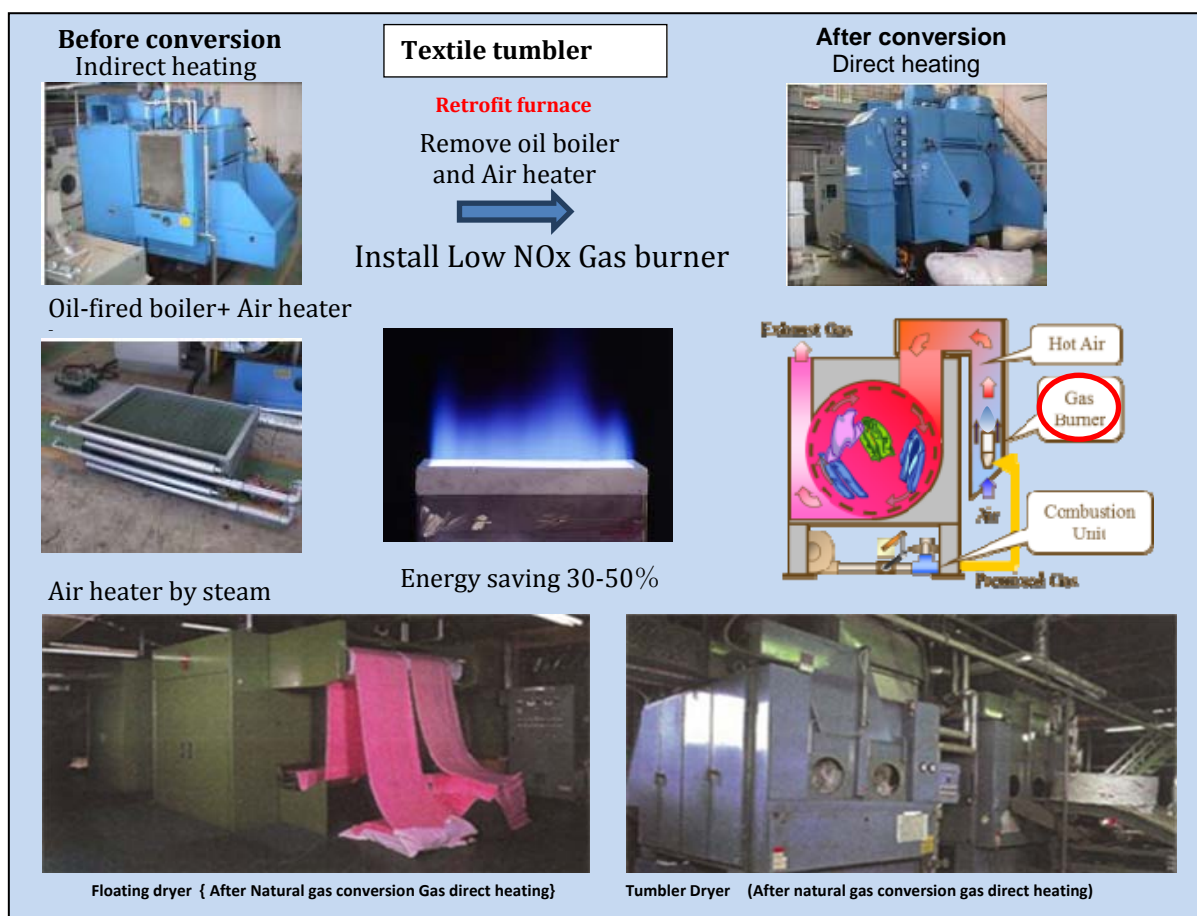 Before conversion
Indirect heating
Textile tumbler
After conversion
Direct heating
Retrofit furnace
Remove oil boiler
and Air heater
Install Low NOx Gas burner
Oil-fired boiler+ Air heater
Exhaust Gas
Hot Air
Gas
Burner
Air
Combustion
Unit
Gas
Energy saving 30-50%
Air heater by steam
Floating dryer { After Natural gas conversion Gas direct heating}
Tumbler Dryer (After natural gas conversion gas direct heating)